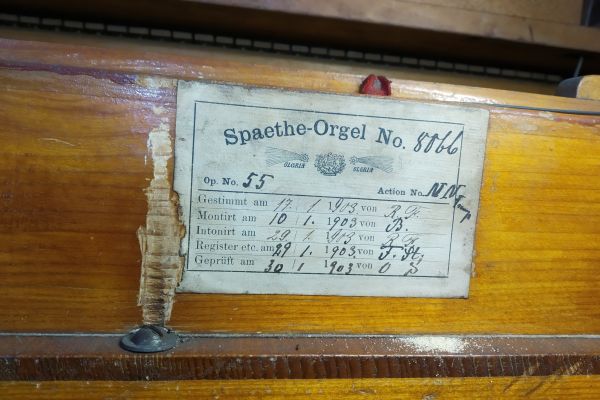 Spaethe-Orgel No. 8066
GLORIA GLORIA
Op. No. 55 Action No. NN
Gestimmt am 17. 1 1903 von R. G.
Montirt am 10 1. 1903 von B.
Intonirt am 29 1. 1903 von R. G.
Register etc. am 29 1. 1903. von F. St.
Geprüft am 30 1 1903 von